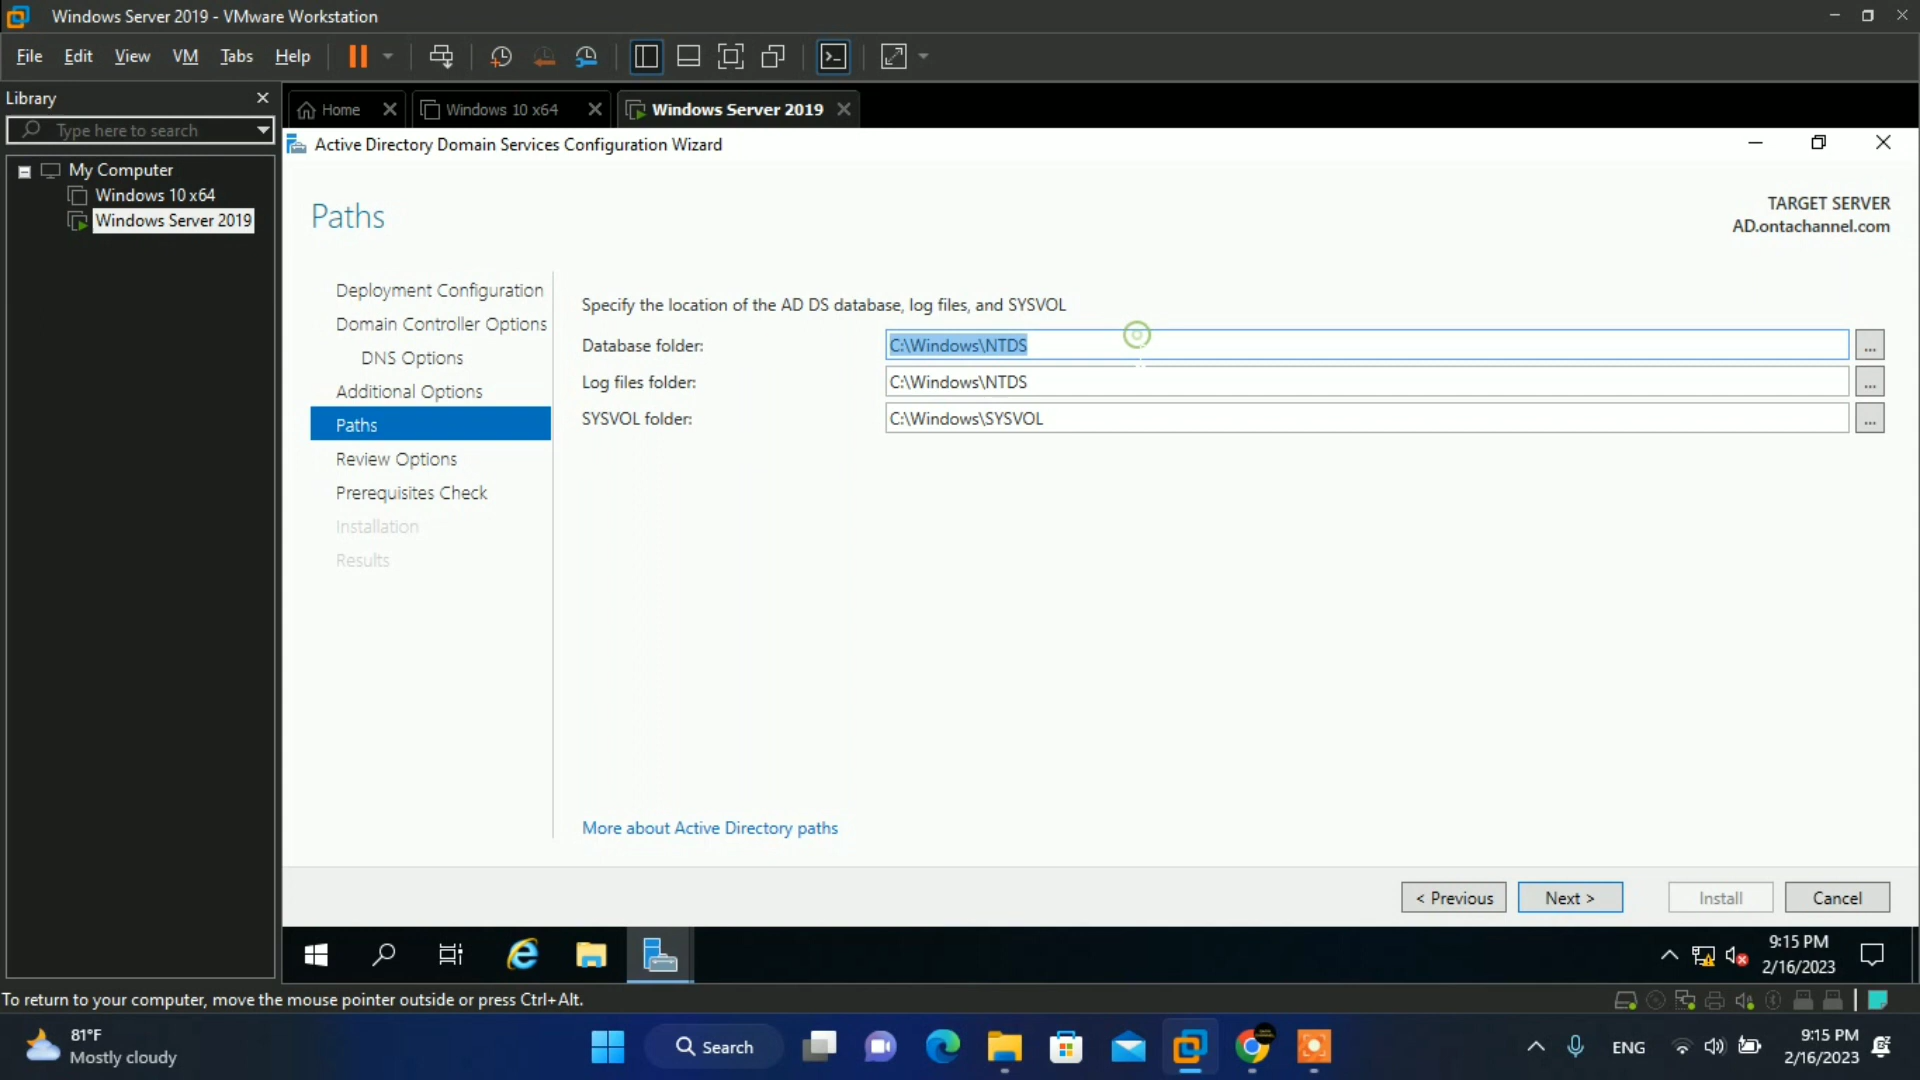 Windows Server 2019 - VMware Workstation
File Edit View VM Tabs Help
Library
Type here to search
My Computer
Windows 10 x64
Windows Server 2019
Home
Windows 10 x64
Windows Server 2019
Active Directory Domain Services Configuration Wizard
Paths
TARGET SERVER
AD.ontachannel.com
Deployment Configuration
Domain Controller Options
DNS Options
Additional Options
Paths
Review Options
Prerequisites Check
Installation
Results
Specify the location of the AD DS database, log files, and SYSVOL
Database folder: C:\Windows\NTDS ...
Log files folder: C:\Windows\NTDS ...
SYSVOL folder: C:\Windows\SYSVOL ...
More about Active Directory paths
< Previous Next > Install Cancel
9:15 PM
2/16/2023
To return to your computer, move the mouse pointer outside or press Ctrl+Alt.
81°F
Mostly cloudy
Search
ENG
9:15 PM
2/16/2023